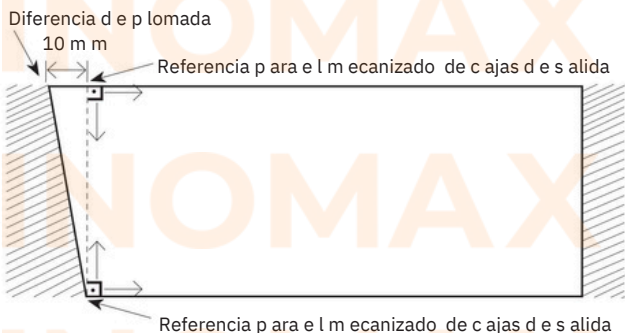 Diferencia d e p lomada
10 m m
Referencia p ara e l m ecanizado de c ajas d e s alida
Referencia p ara e l m ecanizado de c ajas d e s alida
INOMAX
INOMAX